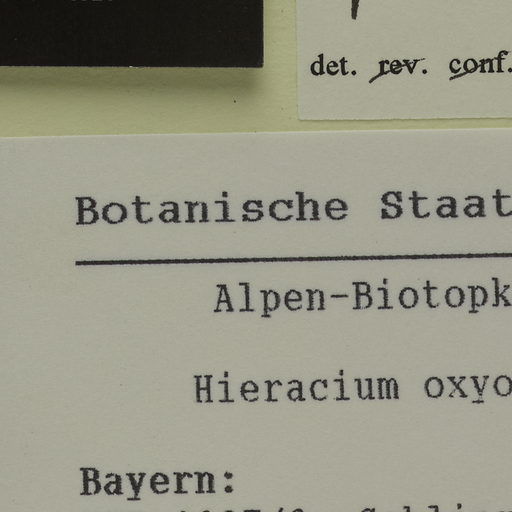 det. rev. conf.
Botanische Staat
Alpen-Biotopk
Hieracium oxyo
Bayern: